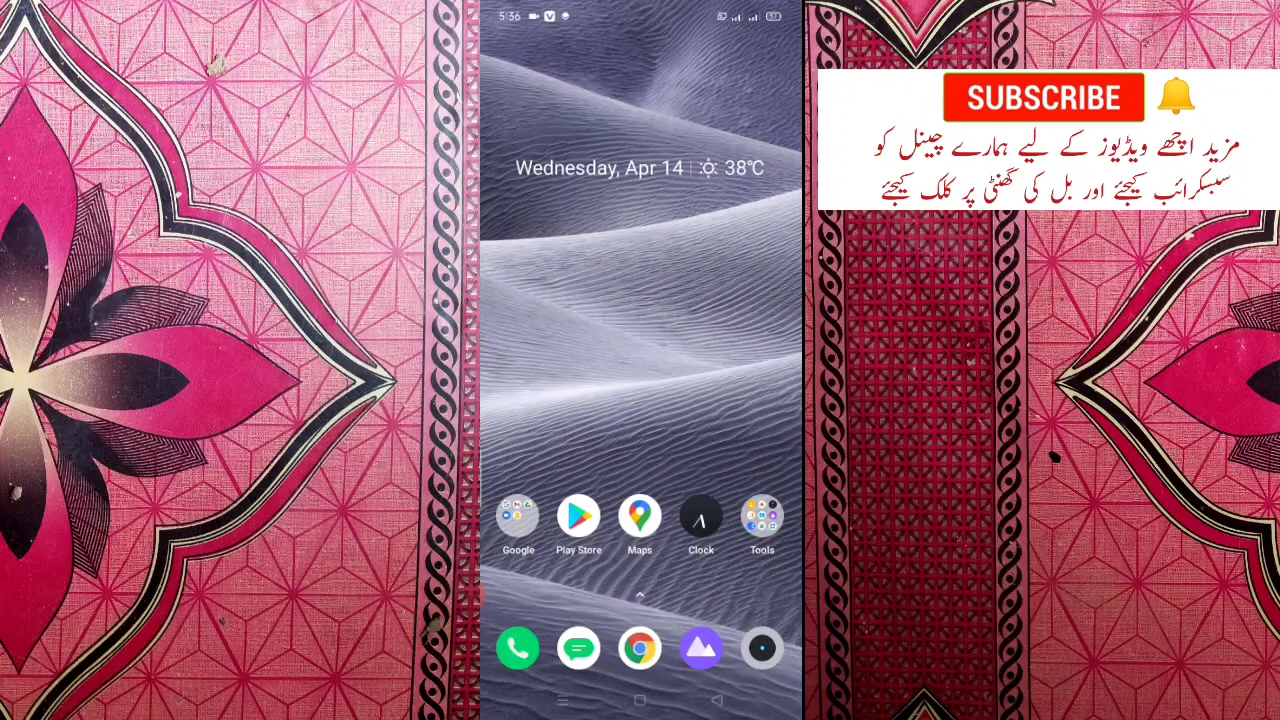 5:36
37
Wednesday, Apr 14 38°C
SUBSCRIBE
مزید اچھے ویڈیوز کے لیے ہمارے چینل کو
سبسکرائب کیجئے اور بل کی گھنٹی پر کلک کیجئے
Google Play Store Maps Clock Tools